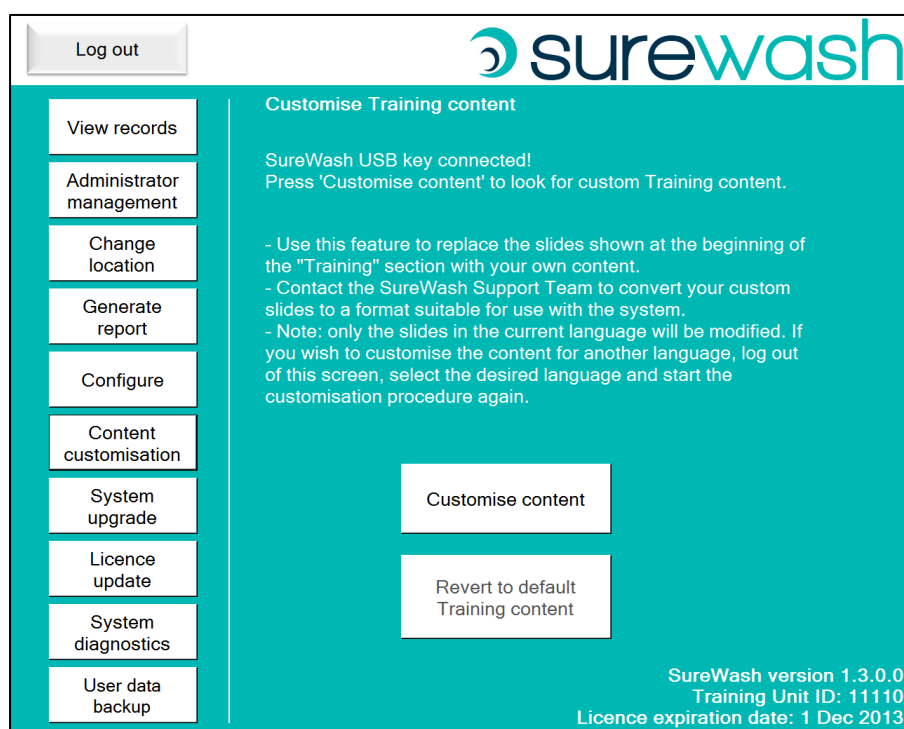 Log out
surewash
View records
Administrator
management
Change
location
Generate
report
Configure
Content
customisation
System
upgrade
Licence
update
System
diagnostics
User data
backup
Customise Training content
SureWash USB key connected!
Press 'Customise content' to look for custom Training content.
- Use this feature to replace the slides shown at the beginning of
the "Training" section with your own content.
- Contact the SureWash Support Team to convert your custom
slides to a format suitable for use with the system.
- Note: only the slides in the current language will be modified. If
you wish to customise the content for another language, log out
of this screen, select the desired language and start the
customisation procedure again.
Customise content
Revert to default
Training content
SureWash version 1.3.0.0
Training Unit ID: 11110
Licence expiration date: 1 Dec 2013